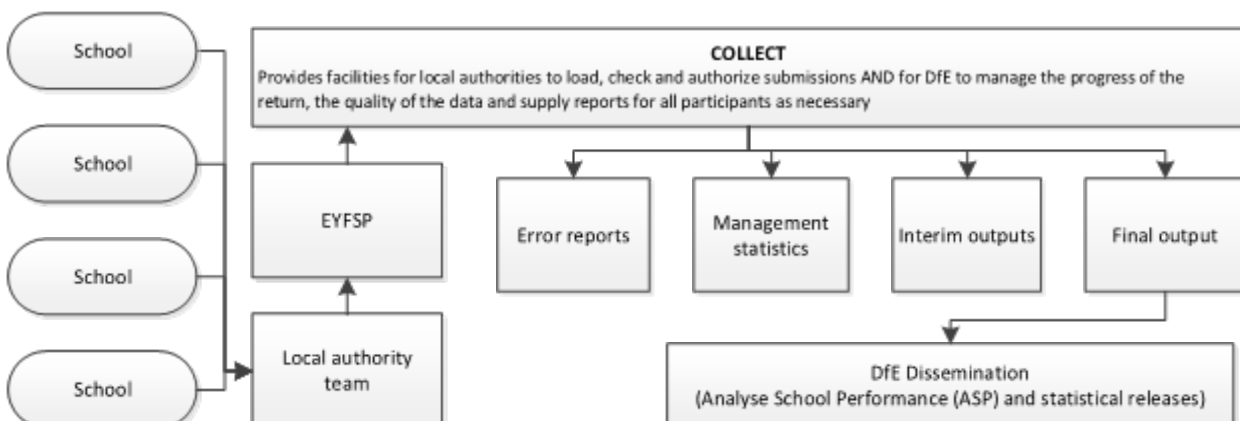 School
COLLECT
Provides facilities for local authorities to load, check and authorize submissions AND for DfE to manage the progress of the
return, the quality of the data and supply reports for all participants as necessary
School
EYFSP
Error reports
Management
statistics
Interim outputs
Final output
School
Local authority
team
School
DfE Dissemination
(Analyse School Performance (ASP) and statistical releases)